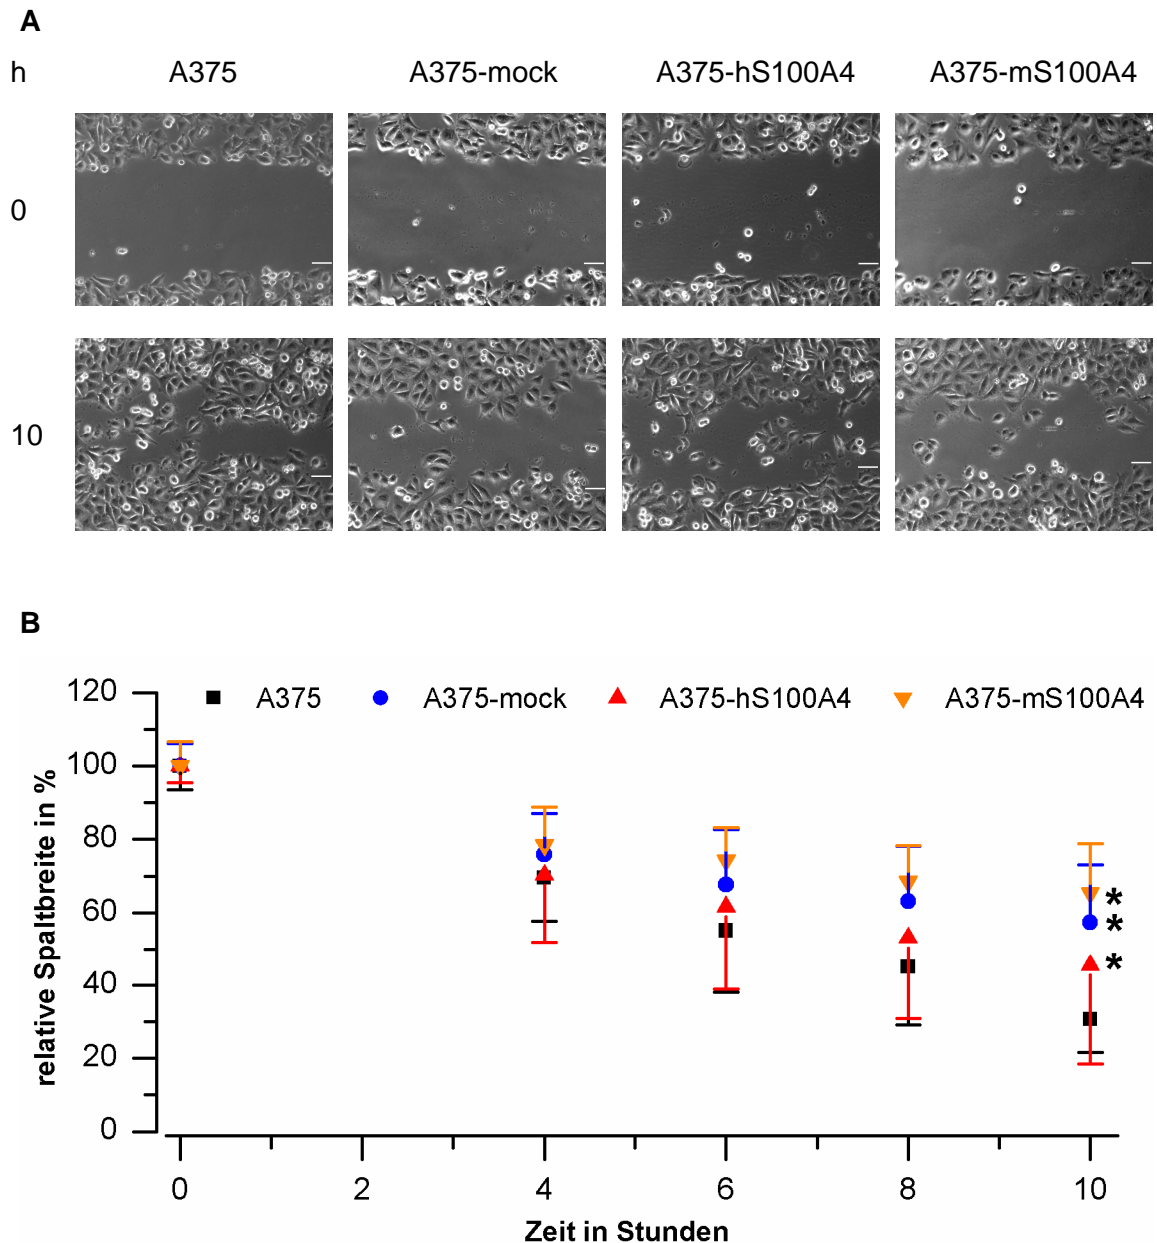 A
h A375 A375-mock A375-hS100A4 A375-mS100A4
0
10
B
A375 A375-mock A375-hS100A4 A375-mS100A4
120
100
80
60
40
20
0
relative Spaltbreite in %
* 
*
*
0 2 4 6 8 10
Zeit in Stunden